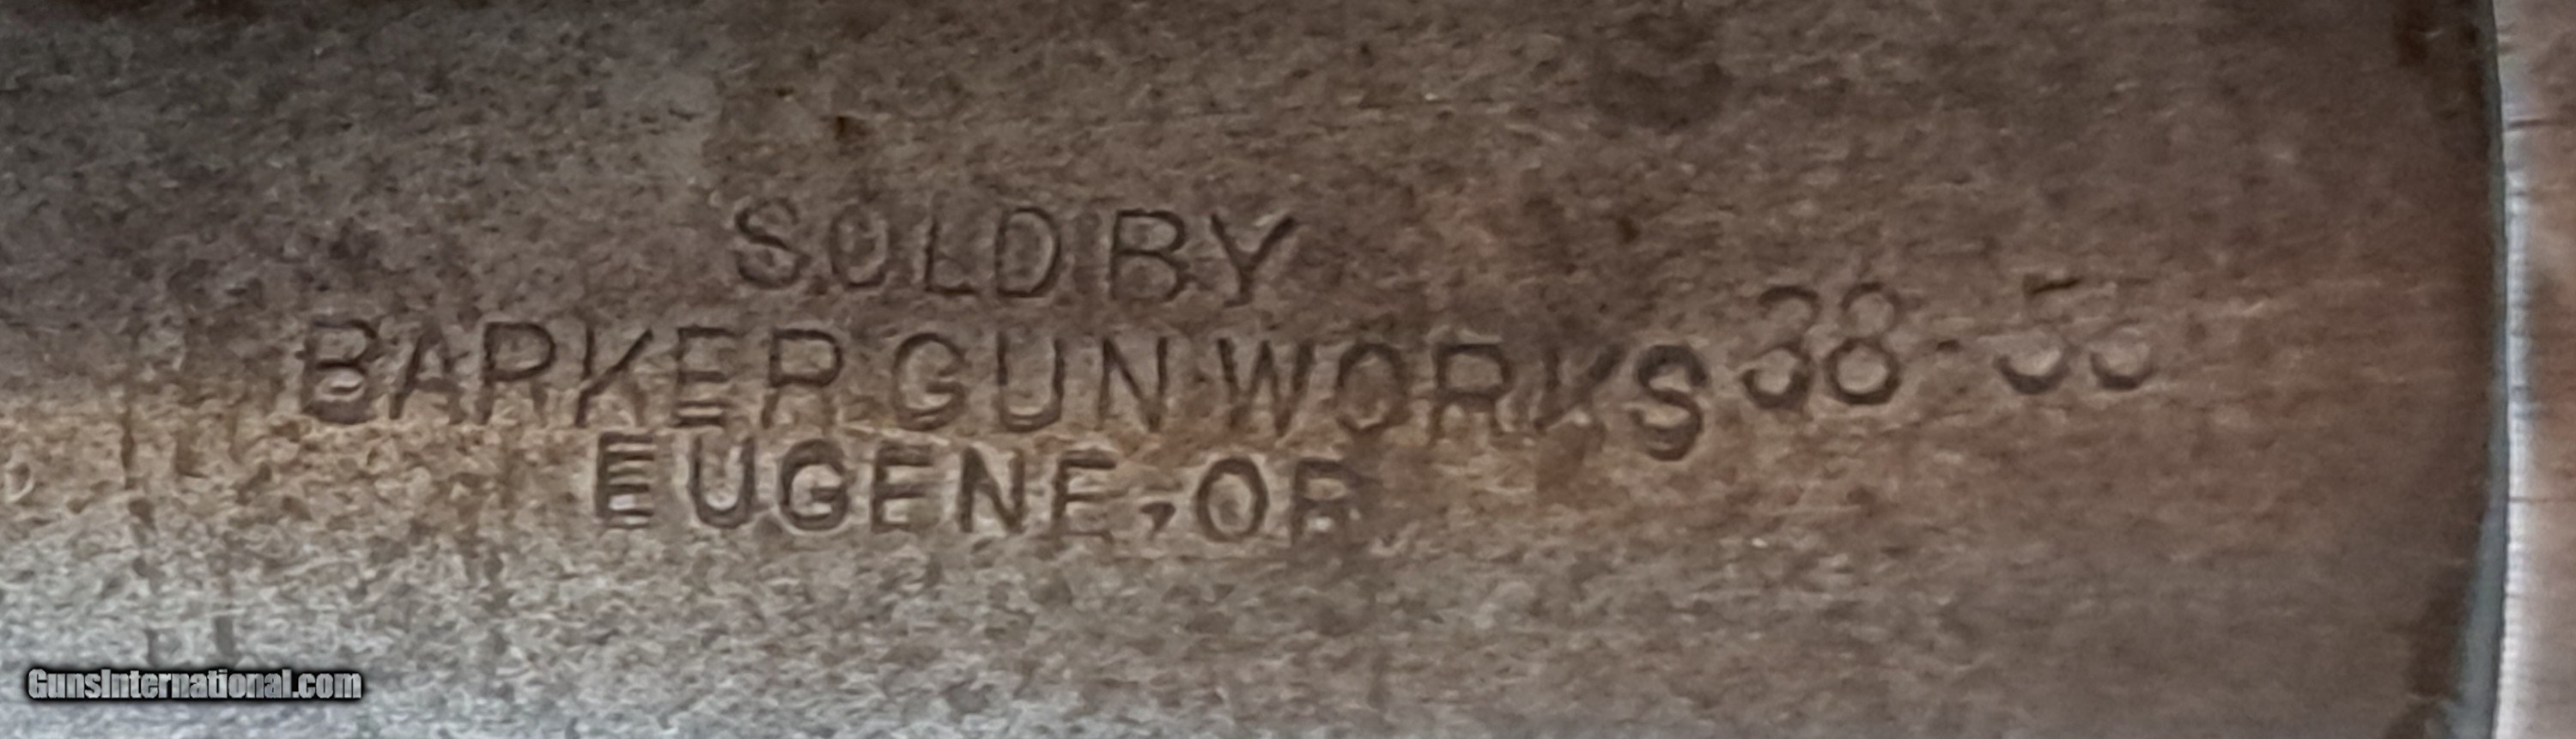 SOLD BY
BARKER GUN WORKS 38-55
EUGENE, OR
GunsInternational.com